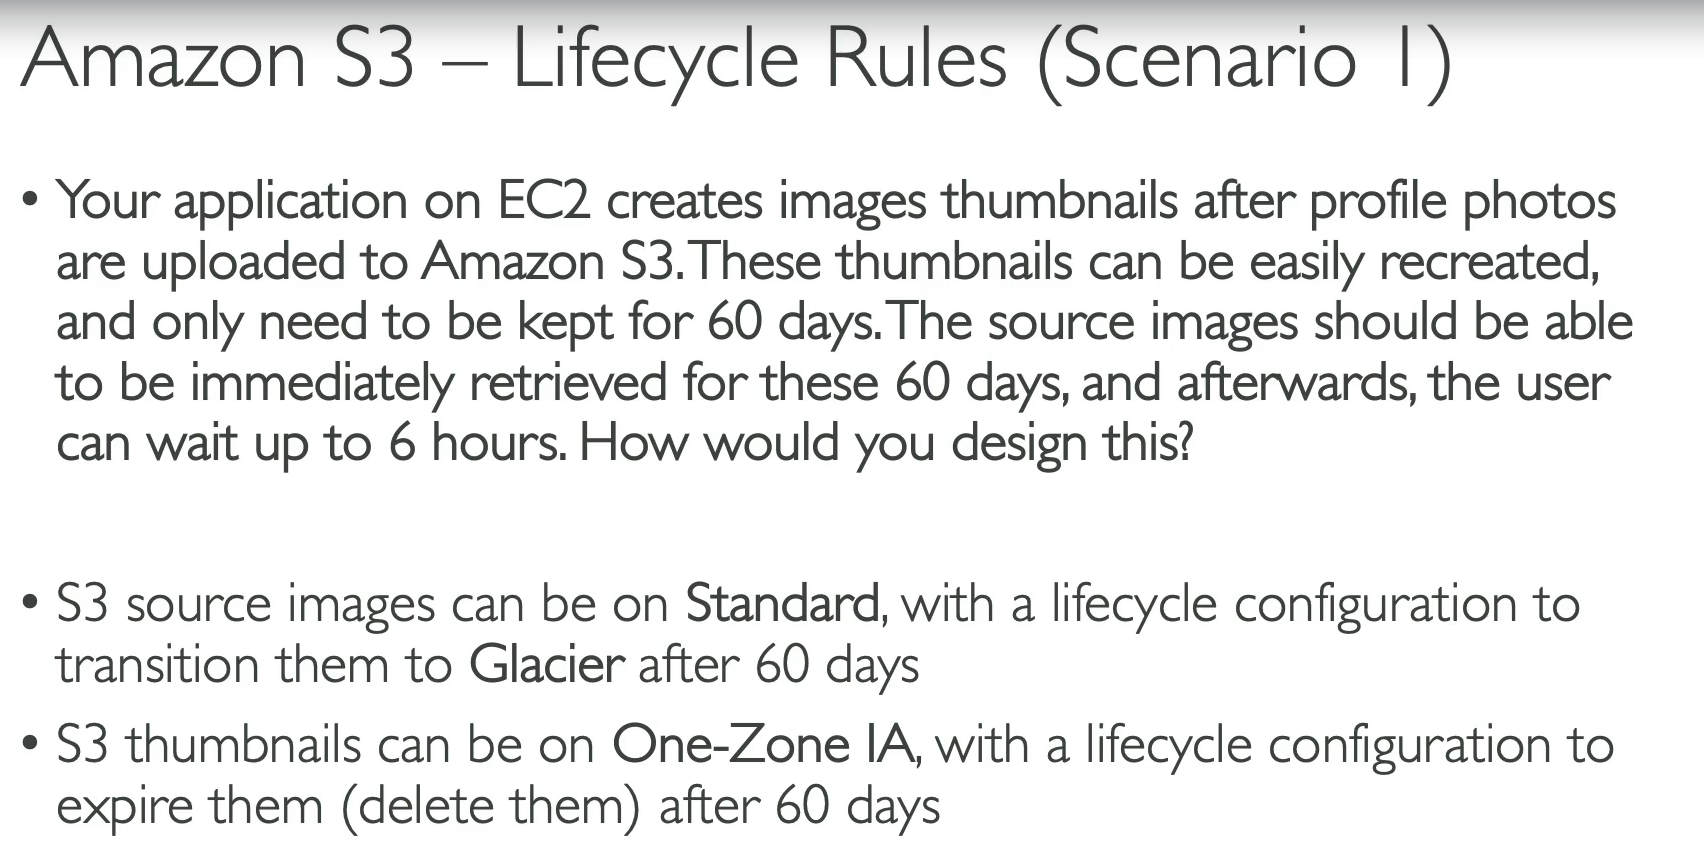 Amazon S3 – Lifecycle Rules (Scenario 1)
• Your application on EC2 creates images thumbnails after profile photos
are uploaded to Amazon S3. These thumbnails can be easily recreated,
and only need to be kept for 60 days. The source images should be able
to be immediately retrieved for these 60 days, and afterwards, the user
can wait up to 6 hours. How would you design this?
• S3 source images can be on Standard, with a lifecycle configuration to
transition them to Glacier after 60 days
• S3 thumbnails can be on One-Zone IA, with a lifecycle configuration to
expire them (delete them) after 60 days